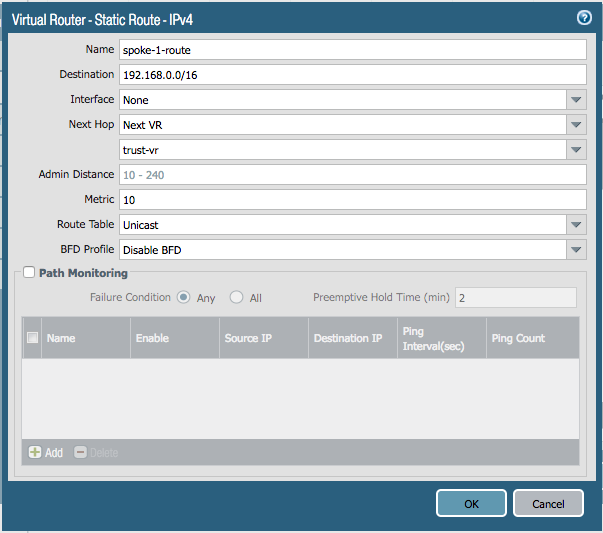 Virtual Router - Static Route - IPv4
Name spoke-1-route
Destination 192.168.0.0/16
Interface None
Next Hop Next VR
trust-vr
Admin Distance 10 - 240
Metric 10
Route Table Unicast
BFD Profile Disable BFD
Path Monitoring
Failure Condition Any All Preemptive Hold Time (min) 2
Name Enable Source IP Destination IP Ping Interval(sec) Ping Count
Add Delete
OK Cancel